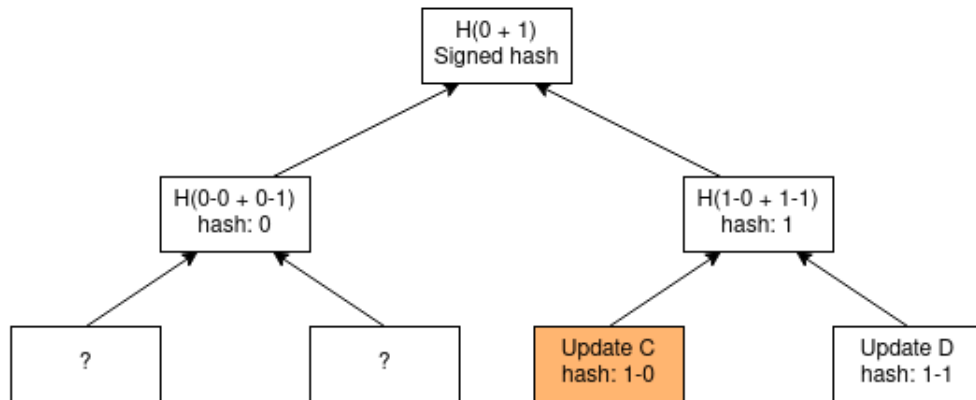 H(0 + 1)
Signed hash
H(0-0 + 0-1)
hash: 0
H(1-0 + 1-1)
hash: 1
?
?
Update C
hash: 1-0
Update D
hash: 1-1